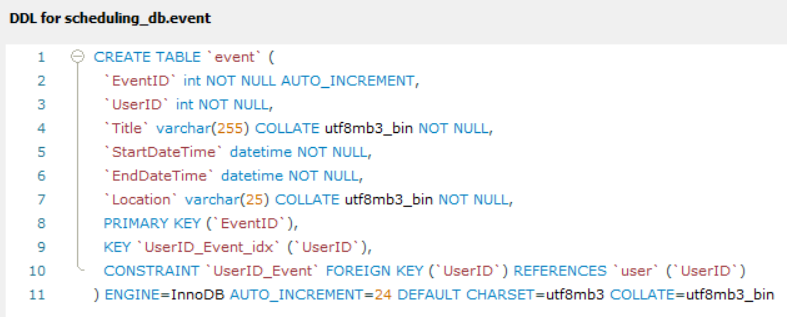 DDL for scheduling_db.event
1 CREATE TABLE `event` (
2 `EventID` int NOT NULL AUTO_INCREMENT,
3 `UserID` int NOT NULL,
4 `Title` varchar(255) COLLATE utf8mb3_bin NOT NULL,
5 `StartDateTime` datetime NOT NULL,
6 `EndDateTime` datetime NOT NULL,
7 `Location` varchar(25) COLLATE utf8mb3_bin NOT NULL,
8 PRIMARY KEY (`EventID`),
9 KEY `UserID_Event_idx` (`UserID`),
10 CONSTRAINT `UserID_Event` FOREIGN KEY (`UserID`) REFERENCES `user` (`UserID`)
11 ) ENGINE=InnoDB AUTO_INCREMENT=24 DEFAULT CHARSET=utf8mb3 COLLATE=utf8mb3_bin